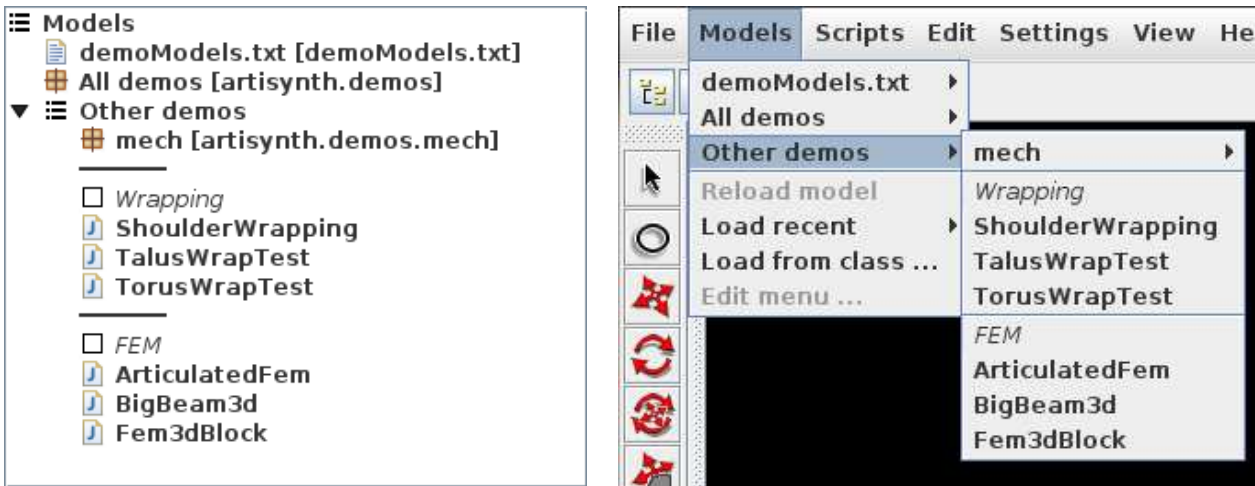 Models
demoModels.txt [demoModels.txt]
All demos [artisynth.demos]
Other demos
mech [artisynth.demos.mech]
Wrapping
ShoulderWrapping
TalusWrapTest
TorusWrapTest
FEM
ArticulatedFem
BigBeam3d
Fem3dBlock
File Models Scripts Edit Settings View He
demoModels.txt
All demos
Other demos
Reload model
Load recent
Load from class ...
Edit menu ...
mech
Wrapping
ShoulderWrapping
TalusWrapTest
TorusWrapTest
FEM
ArticulatedFem
BigBeam3d
Fem3dBlock